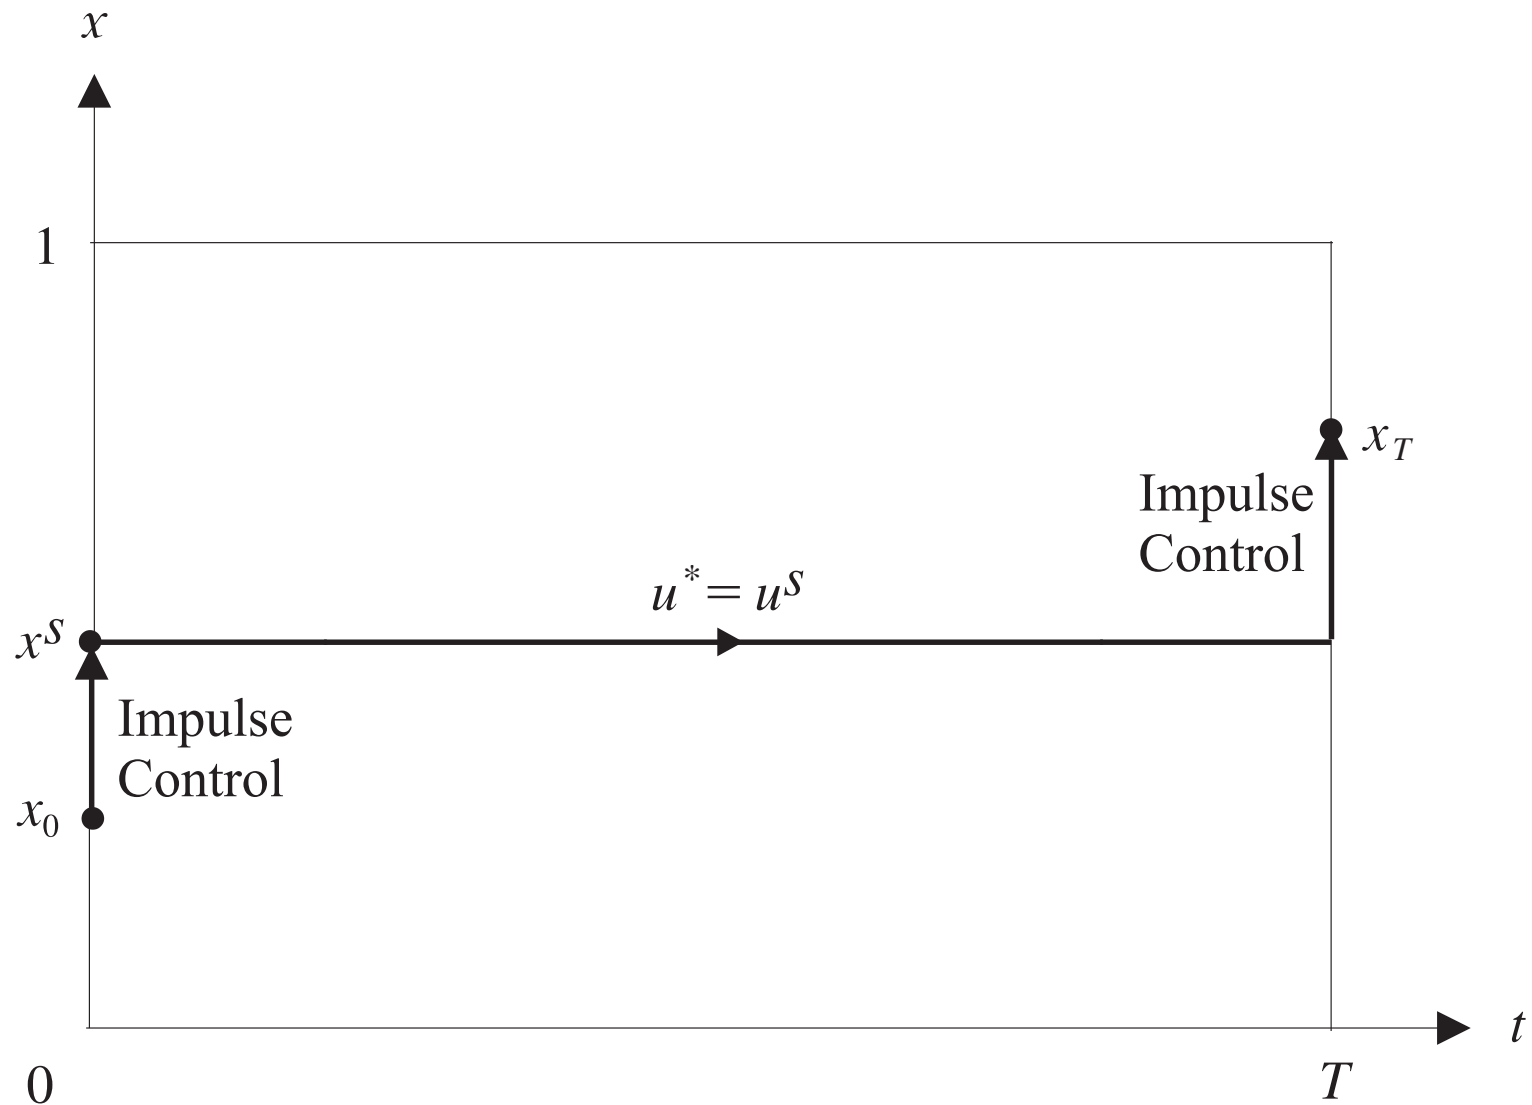 x
1
x_T
Impulse
Control
u^* = u^s
x^s
Impulse
Control
x_0
t
0
T